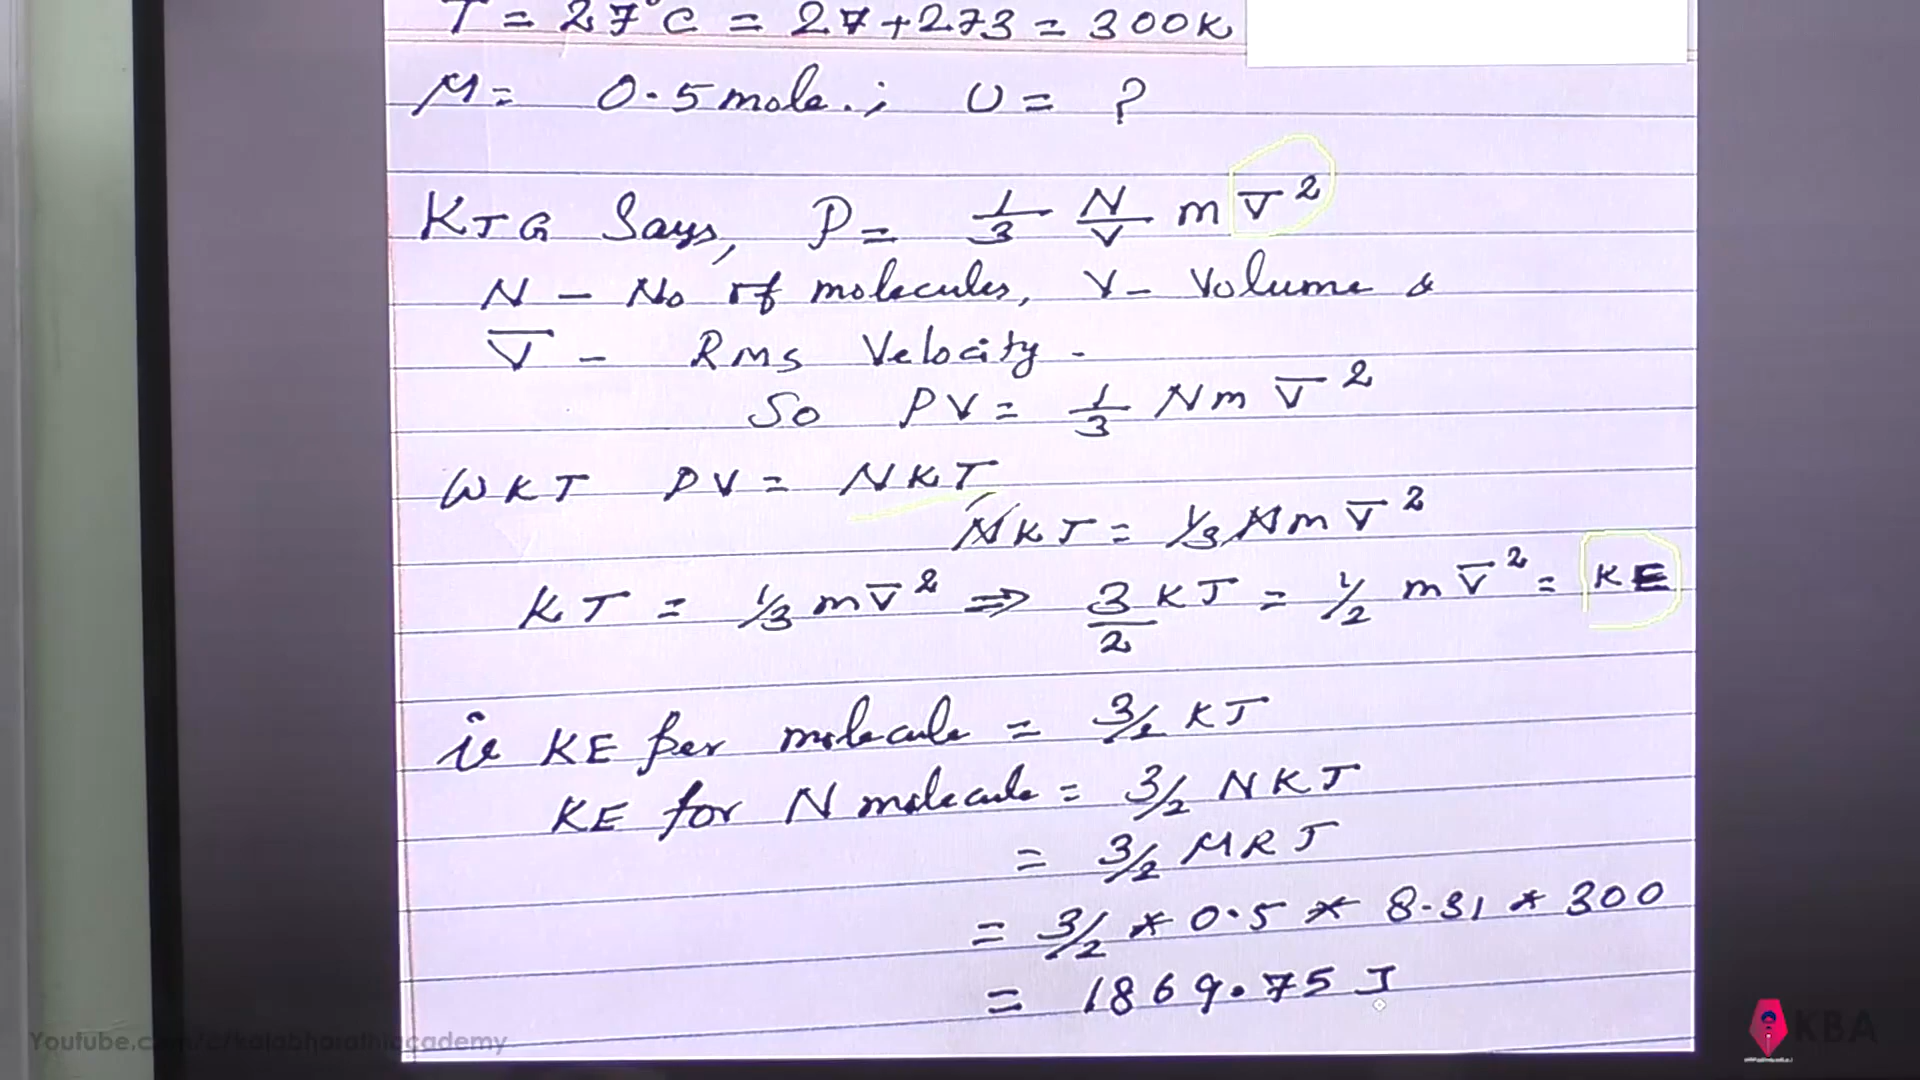 T = 27°C = 27+273 = 300K
μ = 0.5 mole.; U = ?
KTG Says, P = 1/3 N/V m v̅²
N – No of molecules, V – Volume &
v̅ – Rms Velocity.
So PV = 1/3 Nm v̅²
WKT PV = NKT
NKT = 1/3 Nm v̅²
KT = 1/3 m v̅² ⇒ 3/2 KT = 1/2 m v̅² = KE
ie KE per molecule = 3/2 KT
KE for N molecule = 3/2 NKT
= 3/2 μRT
= 3/2 * 0.5 * 8.31 * 300
= 1869.75 J
Youtube.com/c/kalabharathiacademy
KBA